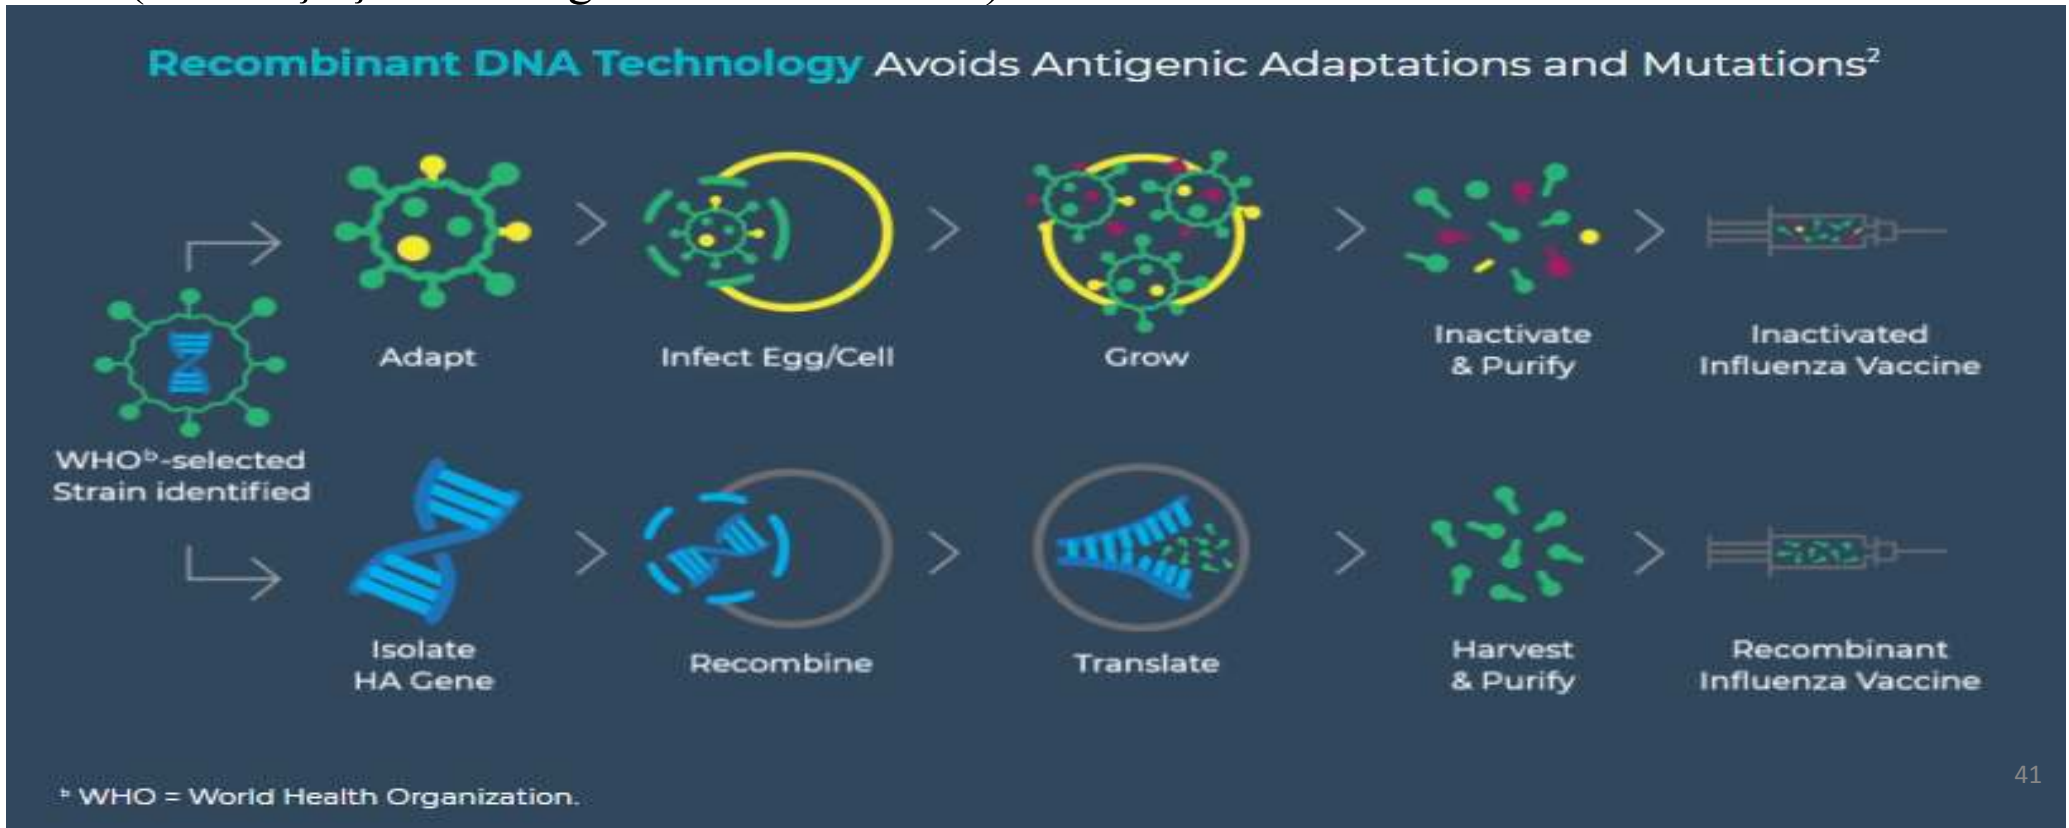 Recombinant DNA Technology Avoids Antigenic Adaptations and Mutations²
WHOᵇ-selected
Strain identified
Adapt
Infect Egg/Cell
Grow
Inactivate
& Purify
Inactivated
Influenza Vaccine
Isolate
HA Gene
Recombine
Translate
Harvest
& Purify
Recombinant
Influenza Vaccine
ᵇ WHO = World Health Organization.
41